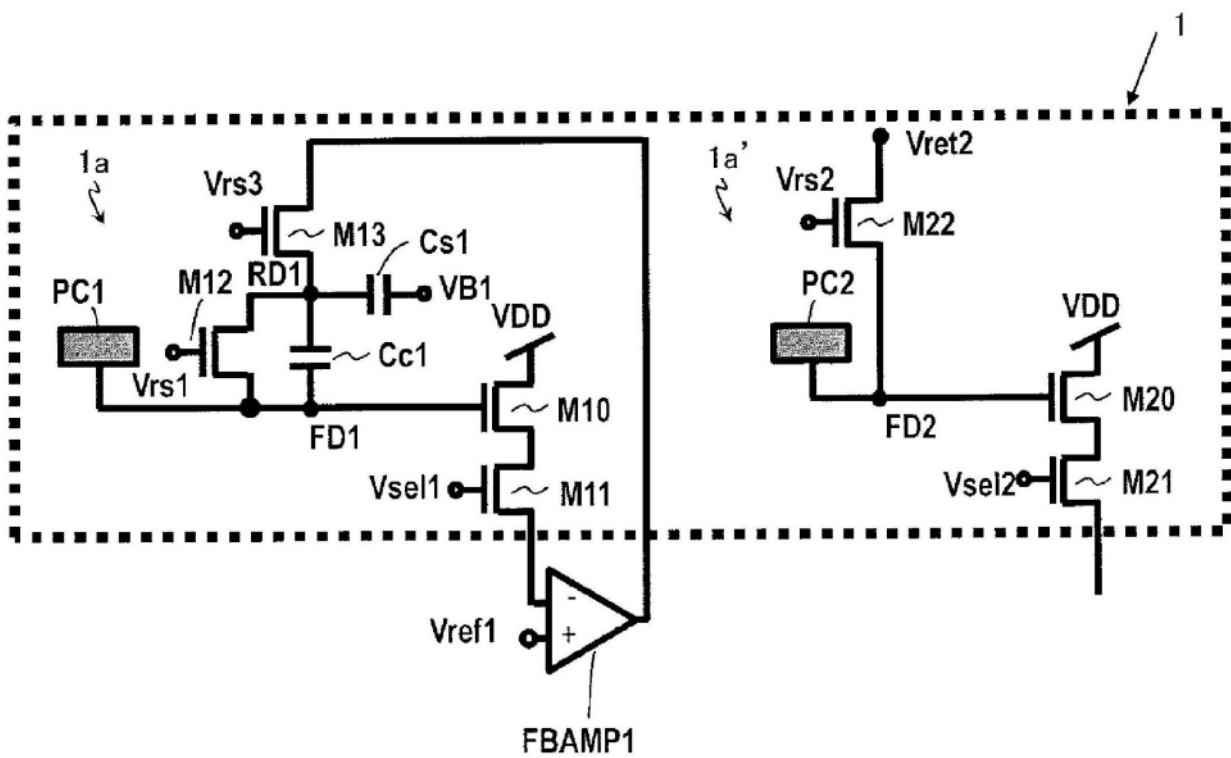 1
1a
1a'
Vret2
Vrs3
Vrs2
M13
Cs1
M22
RD1
M12
VB1
PC1
PC2
VDD
VDD
Cc1
Vrs1
M10
M20
FD1
FD2
Vsel1
M11
Vsel2
M21
-
Vref1
+
FBAMP1